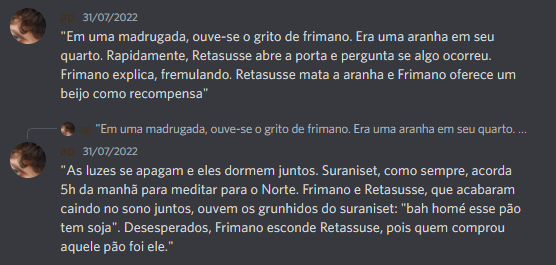 31/07/2022
"Em uma madrugada, ouve-se o grito de frimano. Era uma aranha em seu
quarto. Rapidamente, Retasusse abre a porta e pergunta se algo ocorreu.
Frimano explica, fremulando. Retasusse mata a aranha e Frimano oferece um
beijo como recompensa"
"Em uma madrugada, ouve-se o grito de frimano. Era uma aranha em seu quarto. ...
31/07/2022
"As luzes se apagam e eles dormem juntos. Suraniset, como sempre, acorda
5h da manhã para meditar para o Norte. Frimano e Retasusse, que acabaram
caindo no sono juntos, ouvem os grunhidos do suraniset: "bah homé esse pão
tem soja". Desesperados, Frimano esconde Retassuse, pois quem comprou
aquele pão foi ele."